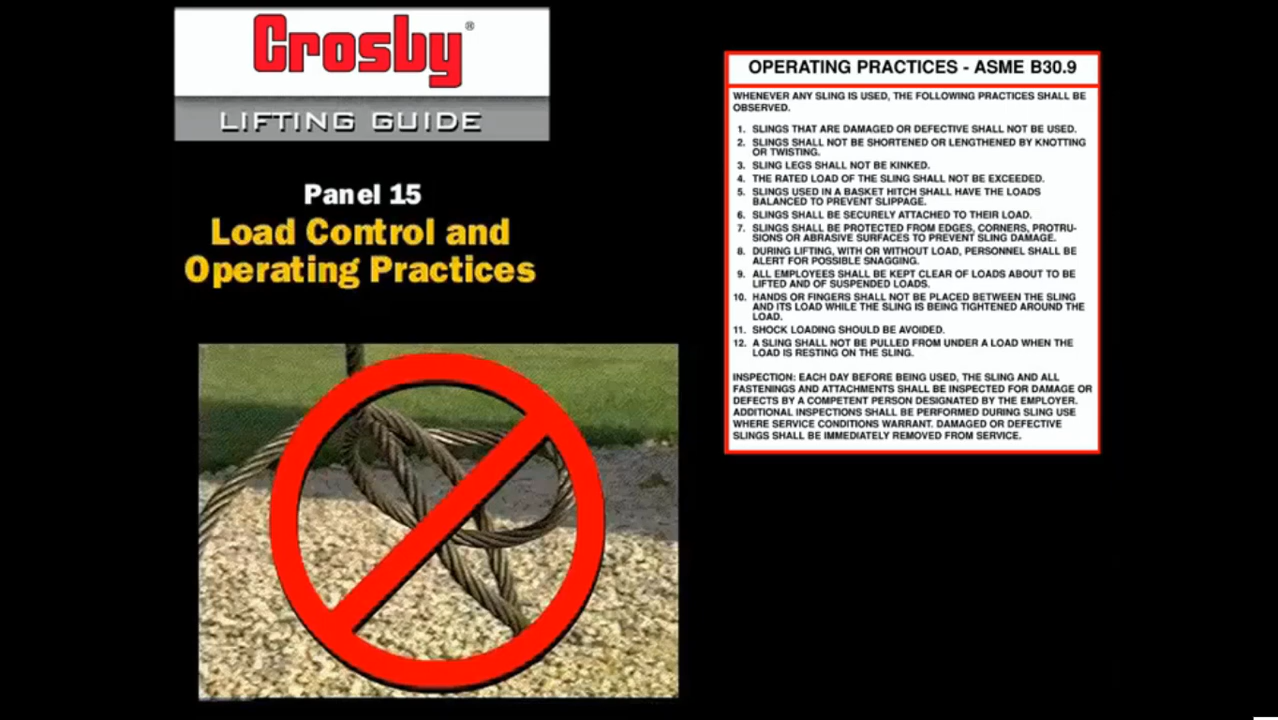 Crosby®
LIFTING GUIDE
Panel 15
Load Control and
Operating Practices
OPERATING PRACTICES - ASME B30.9
WHENEVER ANY SLING IS USED, THE FOLLOWING PRACTICES SHALL BE
OBSERVED.
1. SLINGS THAT ARE DAMAGED OR DEFECTIVE SHALL NOT BE USED.
2. SLINGS SHALL NOT BE SHORTENED OR LENGTHENED BY KNOTTING
OR TWISTING.
3. SLING LEGS SHALL NOT BE KINKED.
4. THE RATED LOAD OF THE SLING SHALL NOT BE EXCEEDED.
5. SLINGS USED IN A BASKET HITCH SHALL HAVE THE LOADS
BALANCED TO PREVENT SLIPPAGE.
6. SLINGS SHALL BE SECURELY ATTACHED TO THEIR LOAD.
7. SLINGS SHALL BE PROTECTED FROM EDGES, CORNERS, PROTRU-
SIONS OR ABRASIVE SURFACES TO PREVENT SLING DAMAGE.
8. DURING LIFTING, WITH OR WITHOUT LOAD, PERSONNEL SHALL BE
ALERT FOR POSSIBLE SNAGGING.
9. ALL EMPLOYEES SHALL BE KEPT CLEAR OF LOADS ABOUT TO BE
LIFTED AND OF SUSPENDED LOADS.
10. HANDS OR FINGERS SHALL NOT BE PLACED BETWEEN THE SLING
AND ITS LOAD WHILE THE SLING IS BEING TIGHTENED AROUND THE
LOAD.
11. SHOCK LOADING SHOULD BE AVOIDED.
12. A SLING SHALL NOT BE PULLED FROM UNDER A LOAD WHEN THE
LOAD IS RESTING ON THE SLING.
INSPECTION: EACH DAY BEFORE BEING USED, THE SLING AND ALL
FASTENINGS AND ATTACHMENTS SHALL BE INSPECTED FOR DAMAGE OR
DEFECTS BY A COMPETENT PERSON DESIGNATED BY THE EMPLOYER.
ADDITIONAL INSPECTIONS SHALL BE PERFORMED DURING SLING USE
WHERE SERVICE CONDITIONS WARRANT. DAMAGED OR DEFECTIVE
SLINGS SHALL BE IMMEDIATELY REMOVED FROM SERVICE.